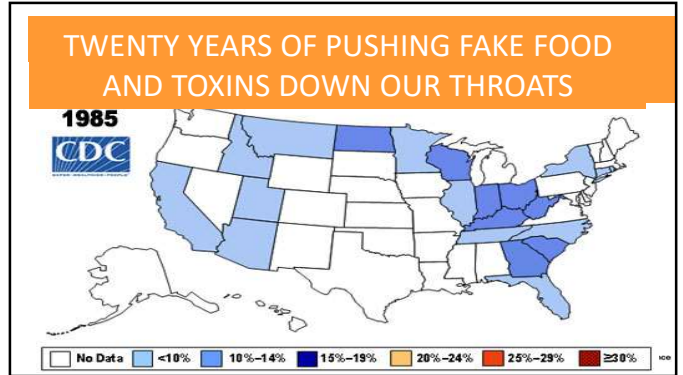 TWENTY YEARS OF PUSHING FAKE FOOD
AND TOXINS DOWN OUR THROATS
1985
CDC
No Data <10% 10%–14% 15%–19% 20%–24% 25%–29% ≥30%